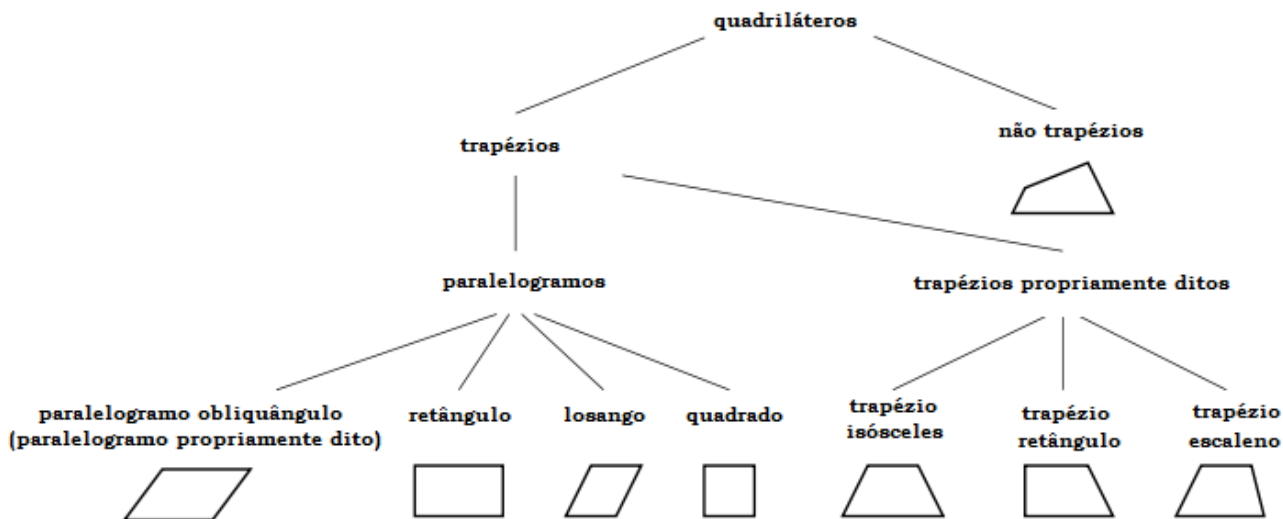 quadriláteros
trapézios
não trapézios
paralelogramos
trapézios propriamente ditos
paralelogramo obliquângulo
(paralelogramo propriamente dito)
retângulo
losango
quadrado
trapézio
isósceles
trapézio
retângulo
trapézio
escaleno